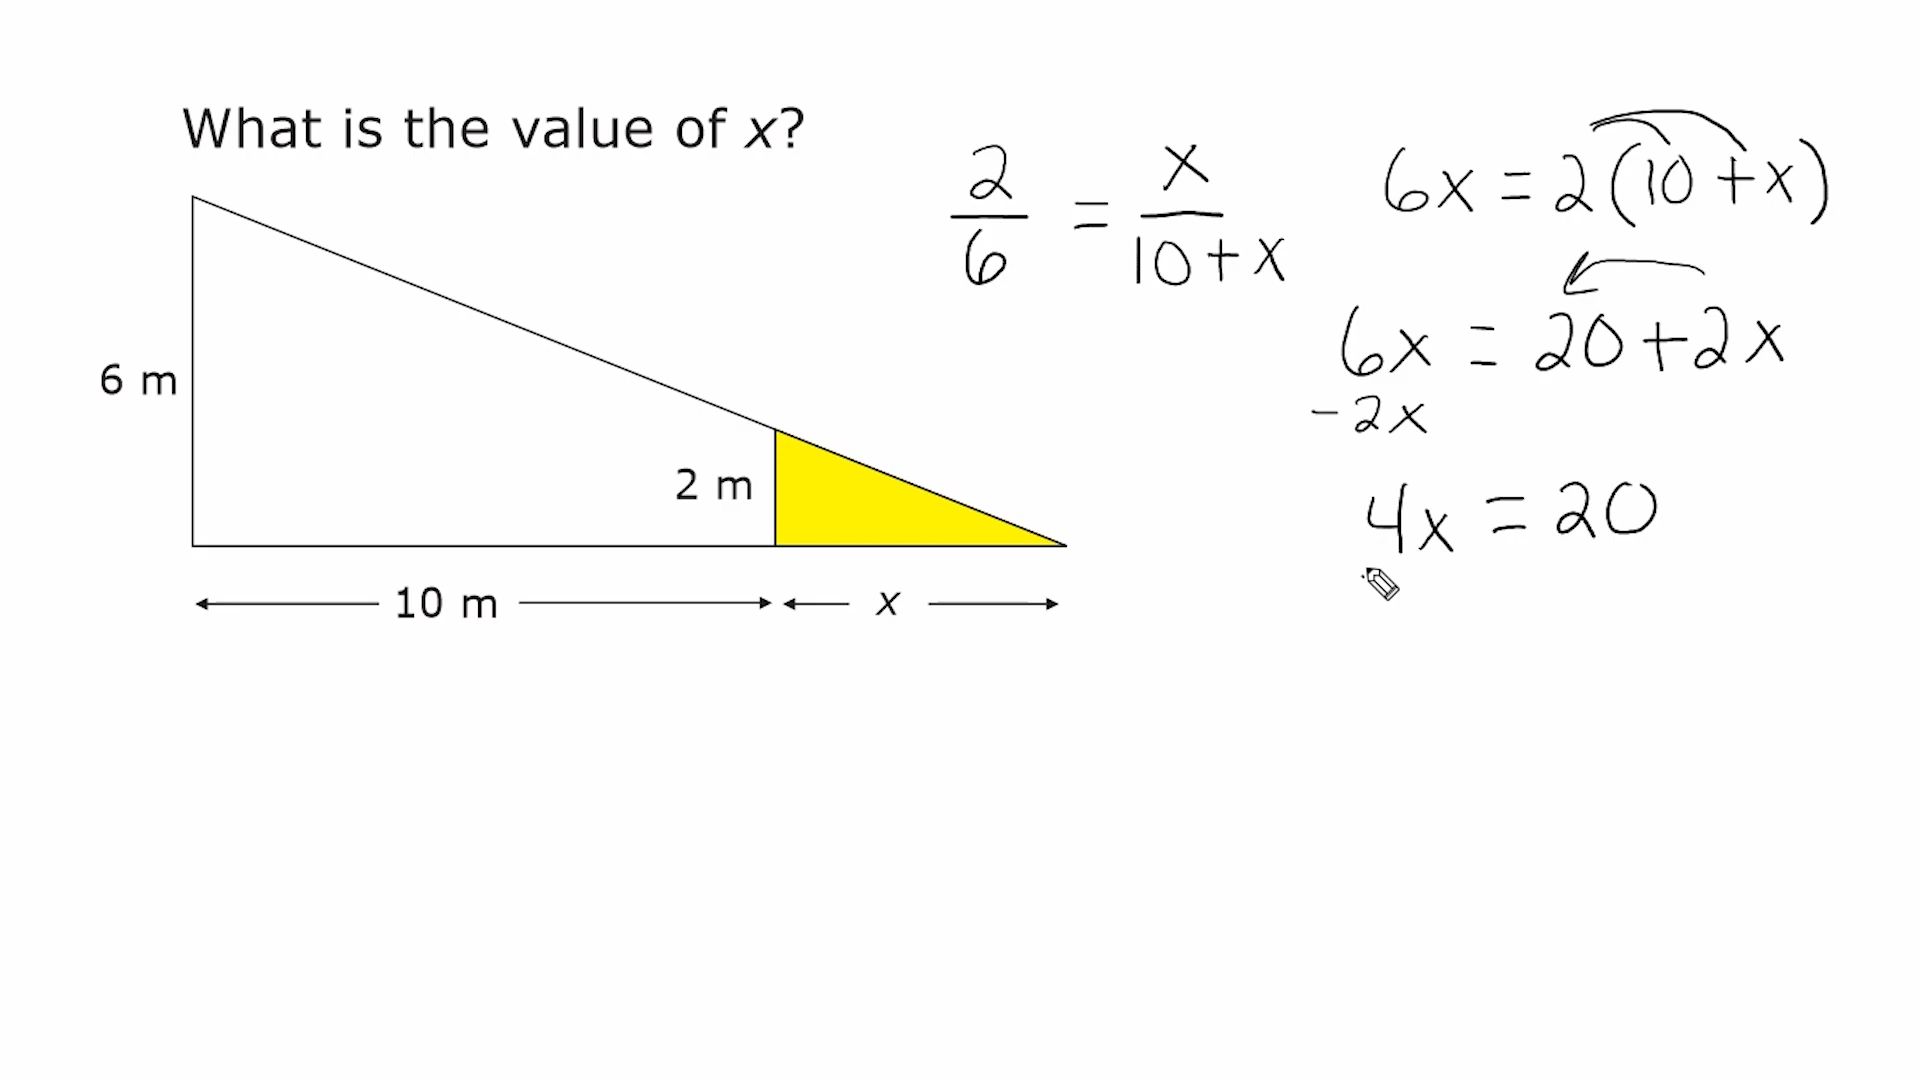 What is the value of x?
6 m
2 m
10 m
x
2/6 = x/10+x
6x = 2(10+x)
6x = 20+2x
-2x
4x = 20